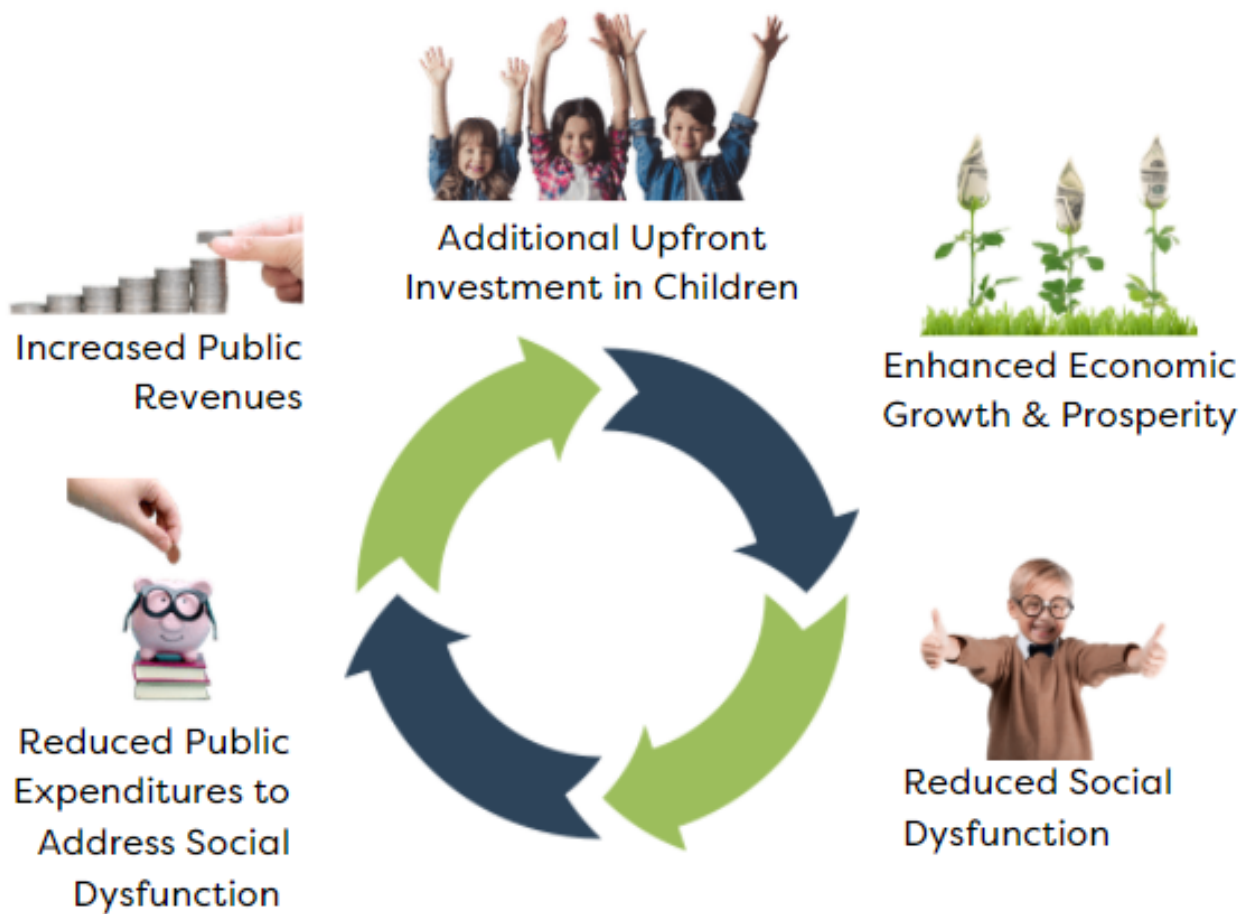 Additional Upfront
Investment in Children
Enhanced Economic
Growth & Prosperity
Reduced Social
Dysfunction
Reduced Public
Expenditures to
Address Social
Dysfunction
Increased Public
Revenues